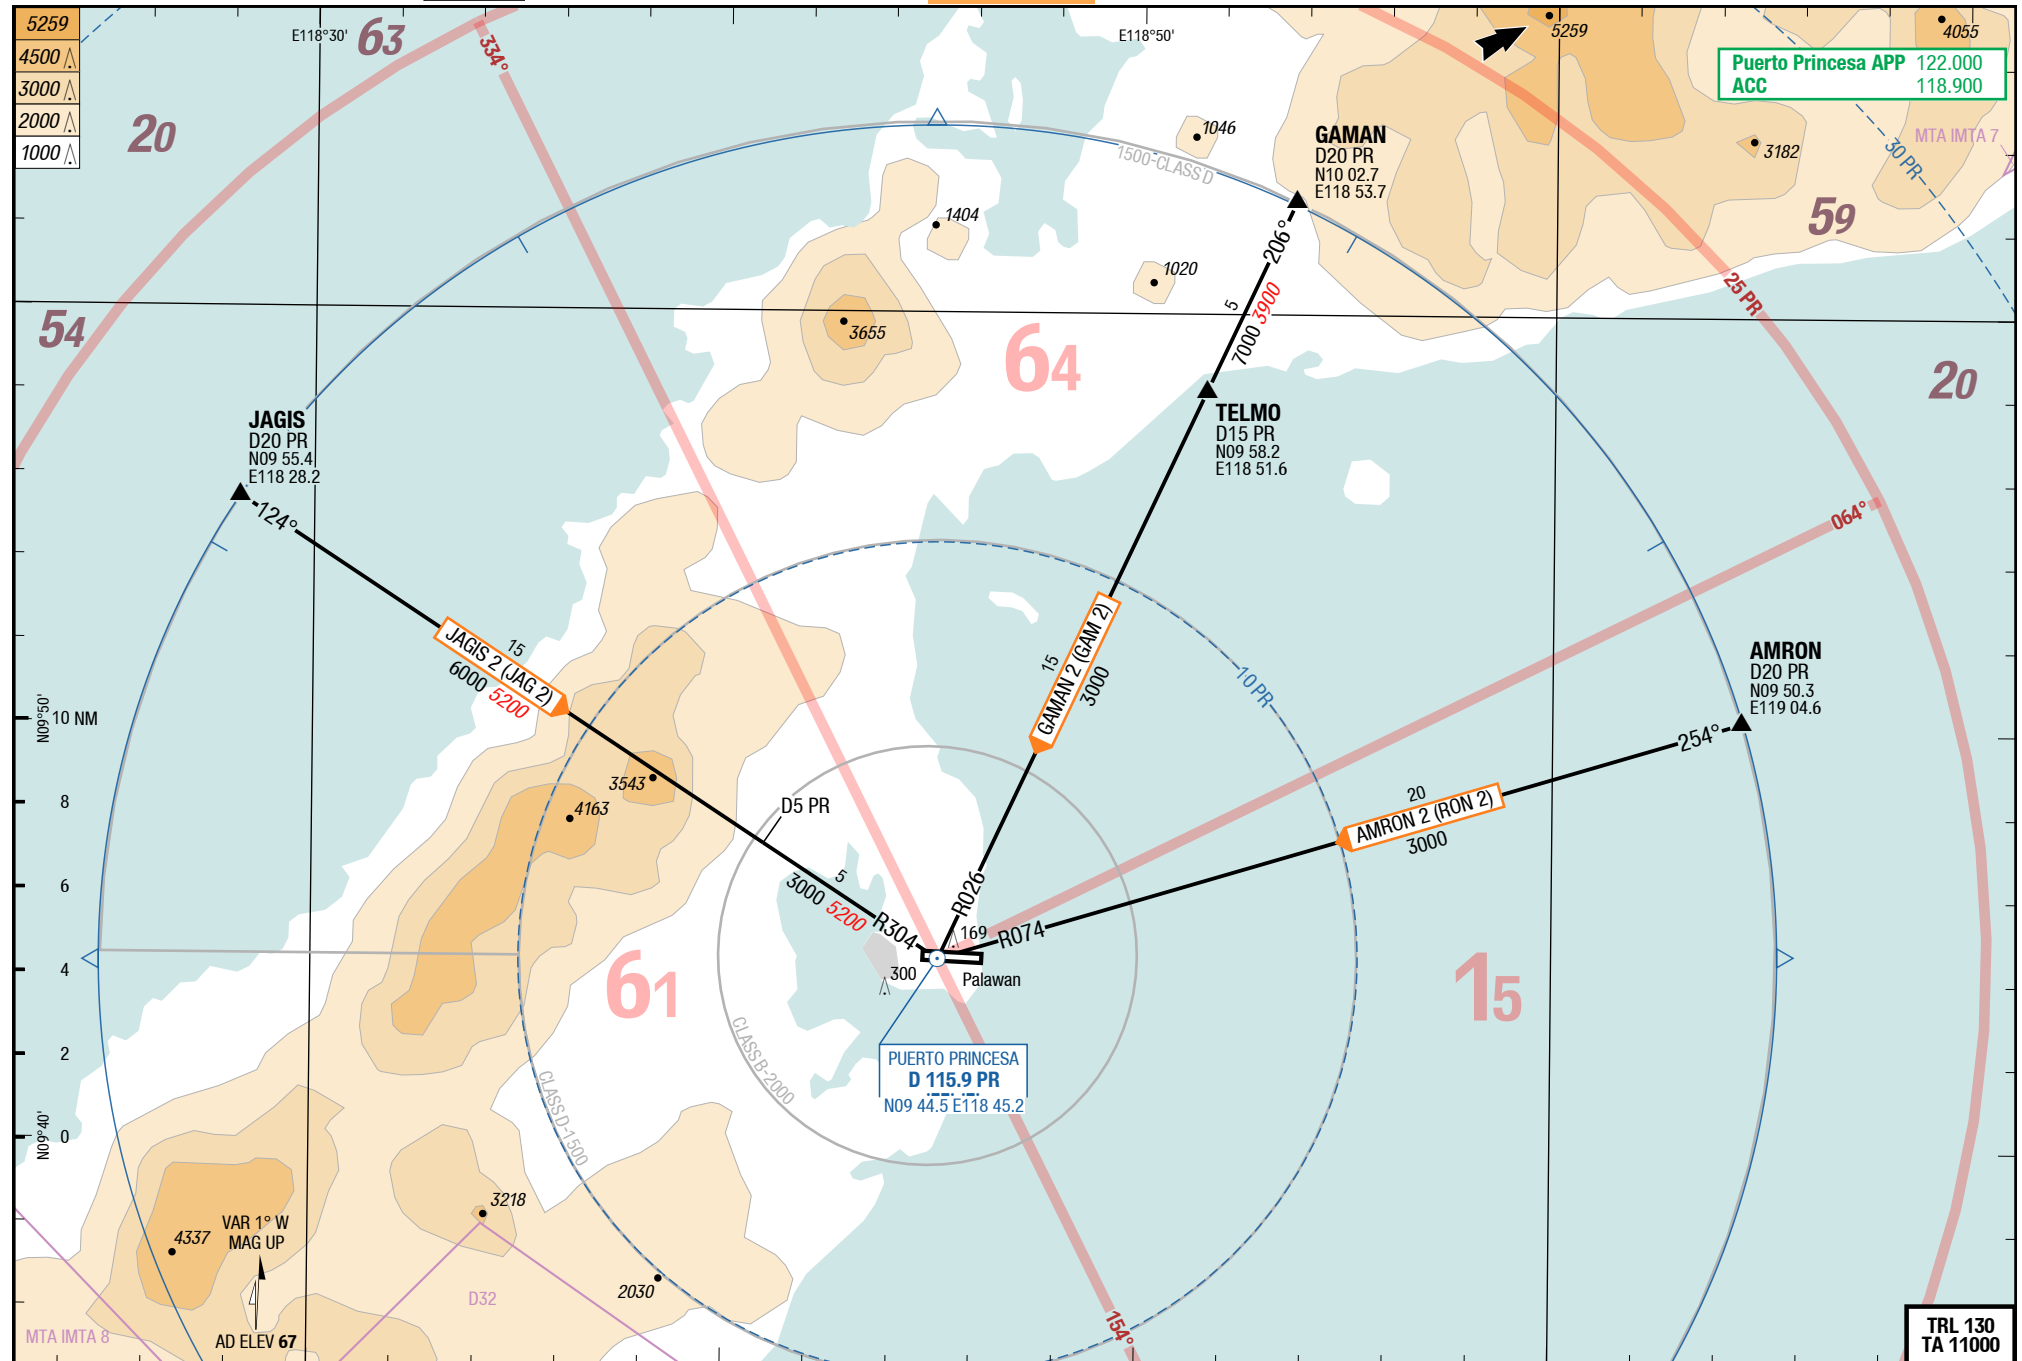 5259
4500
3000
2000
1000
E118°30'
63
334°
E118°50'
5259
4055
Puerto Princesa APP 122.000
ACC 118.900
20
1046
GAMAN
D20 PR
N10 02.7
E118 53.7
1500-CLASS D
3182
MTA IMTA 7
30 PR
1404
206°
59
1020
5
7000 3900
25 PR
54
3655
64
20
JAGIS
D20 PR
N09 55.4
E118 28.2
TELMO
D15 PR
N09 58.2
E118 51.6
124°
064°
15
JAGIS 2 (JAG 2)
6000 5200
15
GAMAN 2 (GAM 2)
3000
10 PR
AMRON
D20 PR
N09 50.3
E119 04.6
254°
N09°50'
10 NM
3543
4163
D5 PR
20
AMRON 2 (RON 2)
3000
8
6
4
2
0
N09°40'
5
3000 5200
R304
R026
169
R074
Palawan
300
61
15
CLASS B-2000
CLASS D-1500
PUERTO PRINCESA
D 115.9 PR
N09 44.5 E118 45.2
3218
4337
VAR 1° W
MAG UP
2030
D32
154°
MTA IMTA 8
AD ELEV 67
TRL 130
TA 11000